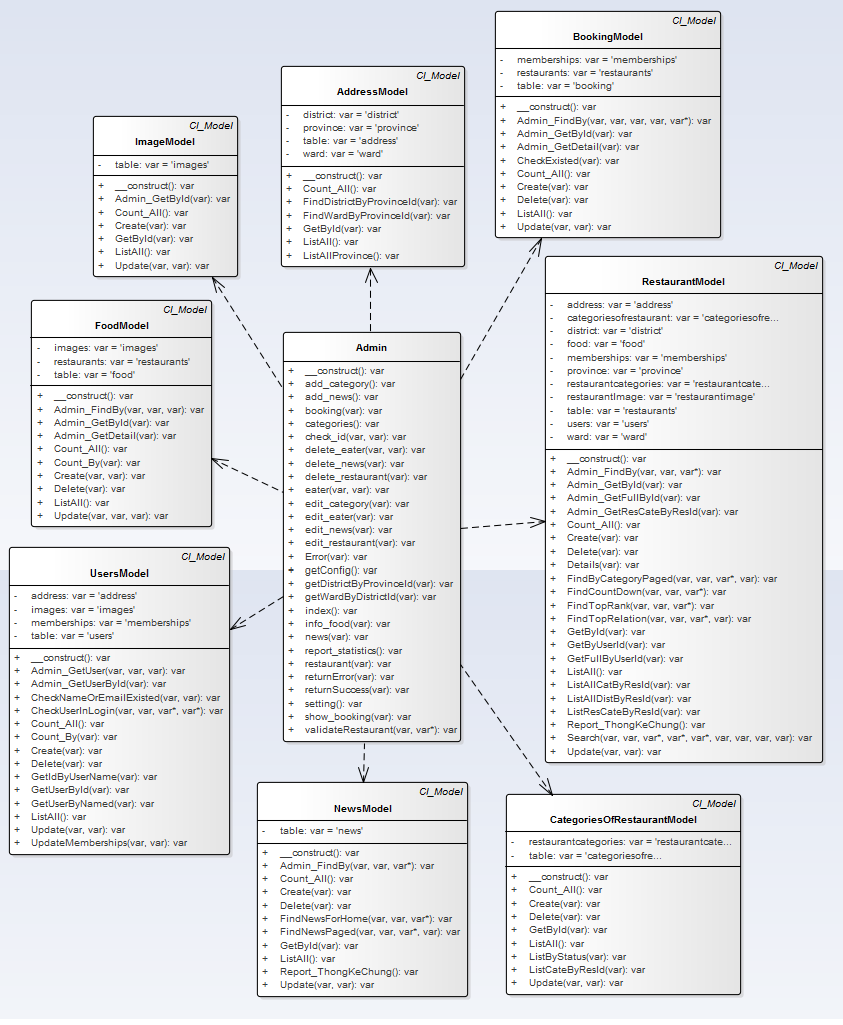 CI_Model
BookingModel
- memberships: var = 'memberships'
- restaurants: var = 'restaurants'
- table: var = 'booking'
+ __construct(): var
+ Admin_FindBy(var, var, var, var, var*): var
+ Admin_GetById(var): var
+ Admin_GetDetail(var): var
+ CheckExisted(var): var
+ Count_All(): var
+ Create(var): var
+ Delete(var): var
+ ListAll(): var
+ Update(var, var): var
CI_Model
AddressModel
- district: var = 'district'
- province: var = 'province'
- table: var = 'address'
- ward: var = 'ward'
+ __construct(): var
+ Count_All(): var
+ FindDistrictByProvinceId(var): var
+ FindWardByProvinceId(var): var
+ GetById(var): var
+ ListAll(): var
+ ListAllProvince(): var
CI_Model
ImageModel
- table: var = 'images'
+ __construct(): var
+ Admin_GetById(var): var
+ Count_All(): var
+ Create(var): var
+ GetById(var): var
+ ListAll(): var
+ Update(var, var): var
CI_Model
RestaurantModel
- address: var = 'address'
- categoriesofrestaurant: var = 'categoriesofre...
- district: var = 'district'
- food: var = 'food'
- memberships: var = 'memberships'
- province: var = 'province'
- restaurantcategories: var = 'restaurantcate...
- restaurantImage: var = 'restaurantimage'
- table: var = 'restaurants'
- users: var = 'users'
- ward: var = 'ward'
+ __construct(): var
+ Admin_FindBy(var, var, var*): var
+ Admin_GetById(var): var
+ Admin_GetFullById(var): var
+ Admin_GetResCateByResId(var): var
+ Count_All(): var
+ Create(var): var
+ Delete(var): var
+ Details(var): var
+ FindByCategoryPaged(var, var, var*, var): var
+ FindCountDown(var, var, var*): var
+ FindTopRank(var, var, var*): var
+ FindTopRelation(var, var, var*, var): var
+ GetById(var): var
+ GetByUserId(var): var
+ GetFullByUserId(var): var
+ ListAll(): var
+ ListAllCatByResId(var): var
+ ListAllDistByResId(var): var
+ ListResCateByResId(var): var
+ Report_ThongKeChung(): var
+ Search(var, var, var*, var*, var*, var, var, var, var): var
+ Update(var, var): var
CI_Model
FoodModel
- images: var = 'images'
- restaurants: var = 'restaurants'
- table: var = 'food'
+ __construct(): var
+ Admin_FindBy(var, var, var): var
+ Admin_GetById(var): var
+ Admin_GetDetail(var): var
+ Count_All(): var
+ Count_By(var): var
+ Create(var, var): var
+ Delete(var): var
+ ListAll(): var
+ Update(var, var, var): var
Admin
+ __construct(): var
+ add_category(): var
+ add_news(): var
+ booking(var): var
+ categories(): var
+ check_id(var, var): var
+ delete_eater(var, var): var
+ delete_news(var): var
+ delete_restaurant(var): var
+ eater(var, var): var
+ edit_category(var): var
+ edit_eater(var): var
+ edit_news(var): var
+ edit_restaurant(var): var
+ Error(var): var
+ getConfig(): var
+ getDistrictByProvinceId(var): var
+ getWardByDistrictId(var): var
+ index(): var
+ info_food(var): var
+ news(var): var
+ report_statistics(): var
+ restaurant(var): var
+ returnError(var): var
+ returnSuccess(var): var
+ setting(): var
+ show_booking(var): var
+ validateRestaurant(var, var*): var
CI_Model
UsersModel
- address: var = 'address'
- images: var = 'images'
- memberships: var = 'memberships'
- table: var = 'users'
+ __construct(): var
+ Admin_GetUser(var, var, var): var
+ Admin_GetUserById(var): var
+ CheckNameOrEmailExisted(var, var): var
+ CheckUserInLogin(var, var, var*, var*): var
+ Count_All(): var
+ Count_By(var): var
+ Create(var): var
+ Delete(var): var
+ GetIdByUserName(var): var
+ GetUserById(var): var
+ GetUserByNamed(var): var
+ ListAll(): var
+ Update(var, var): var
+ UpdateMemberships(var, var): var
CI_Model
NewsModel
- table: var = 'news'
+ __construct(): var
+ Admin_FindBy(var, var, var*): var
+ Count_All(): var
+ Create(var): var
+ Delete(var): var
+ FindNewsForHome(var, var, var*): var
+ FindNewsPaged(var, var, var*, var): var
+ GetById(var): var
+ ListAll(): var
+ Report_ThongKeChung(): var
+ Update(var, var): var
CI_Model
CategoriesOfRestaurantModel
- restaurantcategories: var = 'restaurantcate...
- table: var = 'categoriesofre...
+ __construct(): var
+ Count_All(): var
+ Create(var): var
+ Delete(var): var
+ GetById(var): var
+ ListAll(): var
+ ListByStatus(var): var
+ ListCateByResId(var): var
+ Update(var, var): var